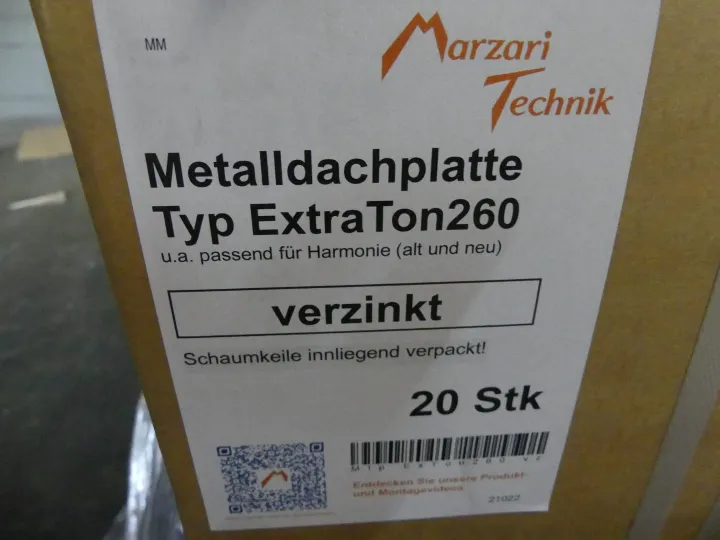 MM
Marzari
Technik
Metalldachplatte
Typ ExtraTon260
u.a. passend für Harmonie (alt und neu)
verzinkt
Schaumkeile innliegend verpackt!
20 Stk
Entdecken Sie unsere Produkt-
und Montagevideos
21022